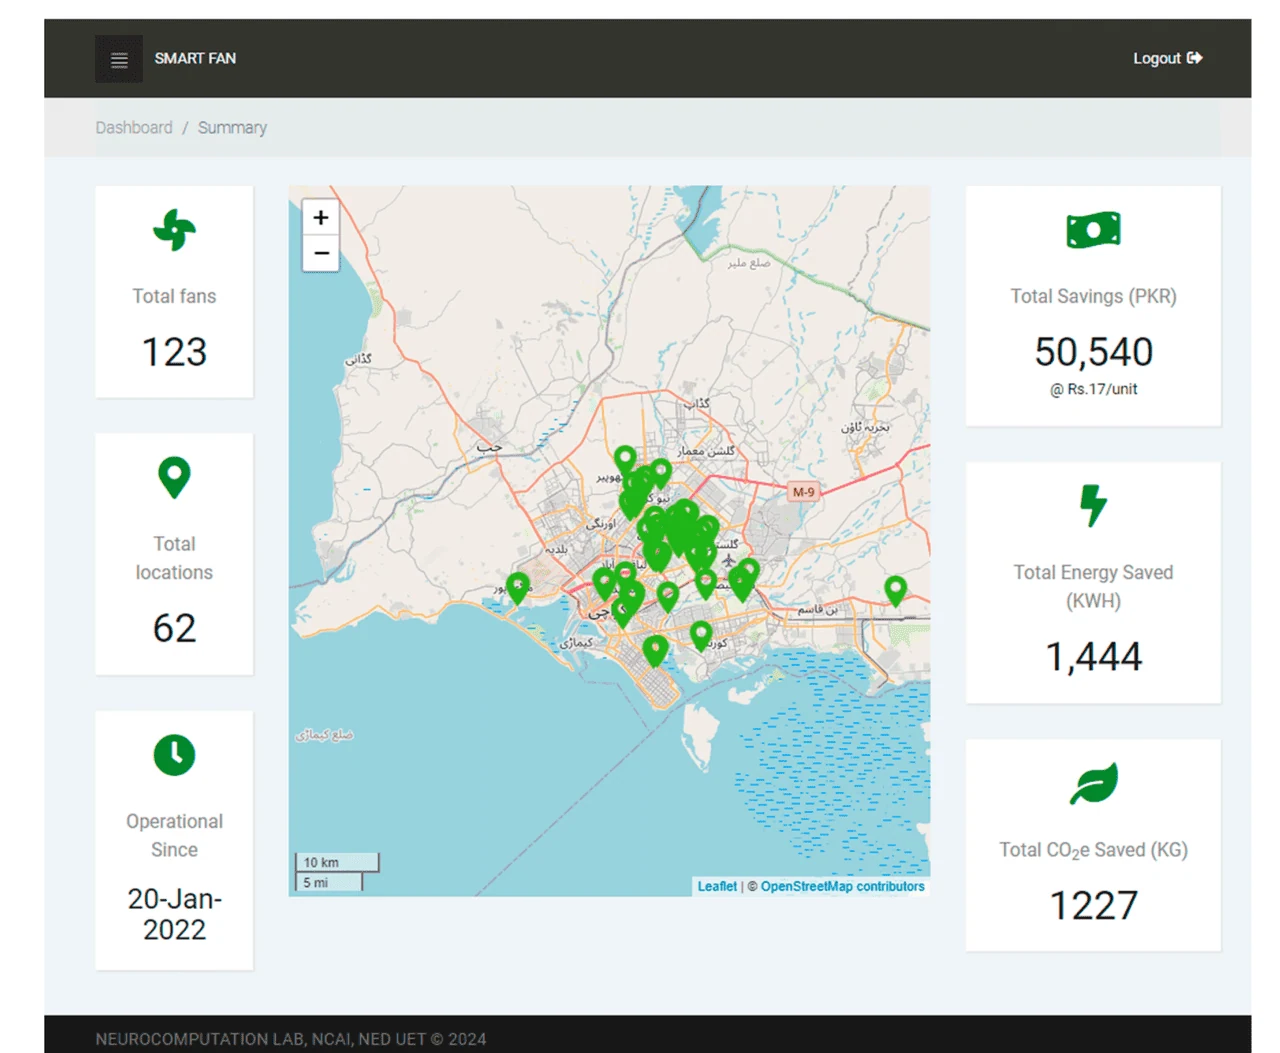 SMART FAN
Logout
Dashboard / Summary
Total fans
123
Total
locations
62
Operational
Since
20-Jan-
2022
+
−
ضلع ملیر
گڈانی
گڈاپ
بحریہ ٹاؤن
حب
گلشن معمار
M-9
اورنگی
بلدیہ
بن قاسم
کیماڑی
ضلع کیماڑی
10 km
5 mi
Leaflet | © OpenStreetMap contributors
Total Savings (PKR)
50,540
@ Rs.17/unit
Total Energy Saved
(KWH)
1,444
Total CO₂e Saved (KG)
1227
NEUROCOMPUTATION LAB, NCAI, NED UET © 2024